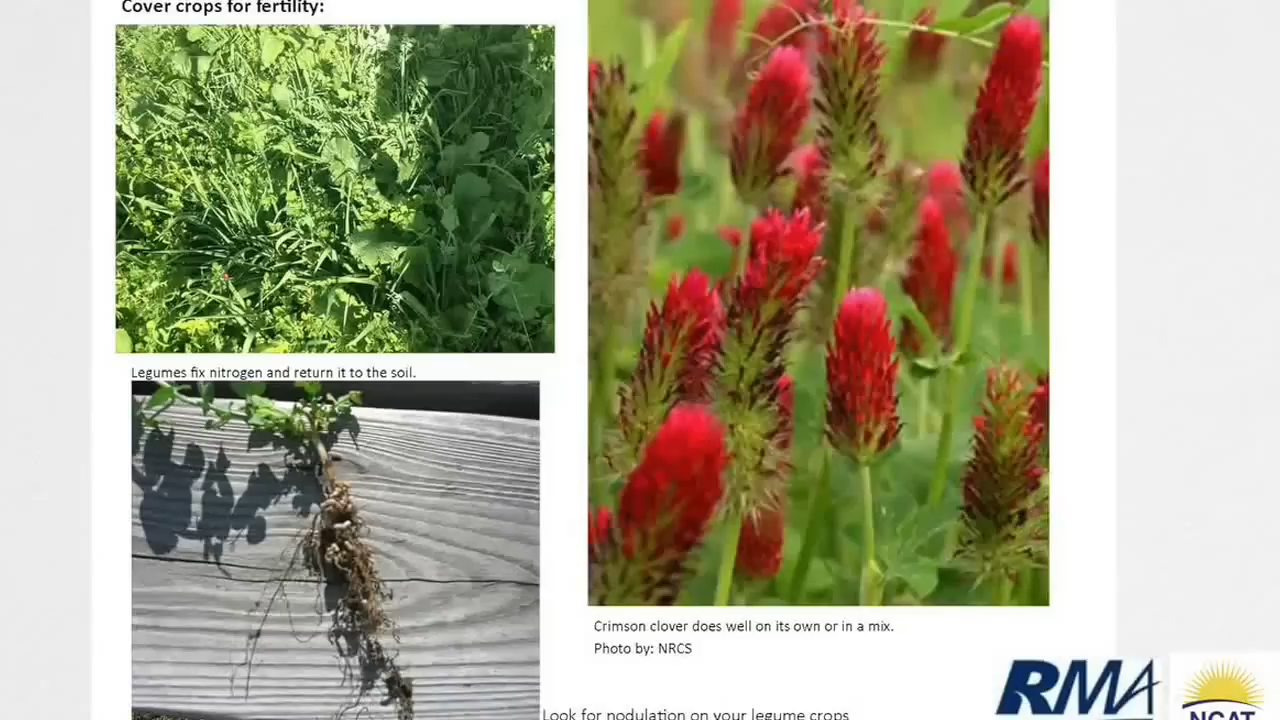 Cover crops for fertility:
Legumes fix nitrogen and return it to the soil.
Crimson clover does well on its own or in a mix.
Photo by: NRCS
Look for nodulation on your legume crops
RMA
NCAT